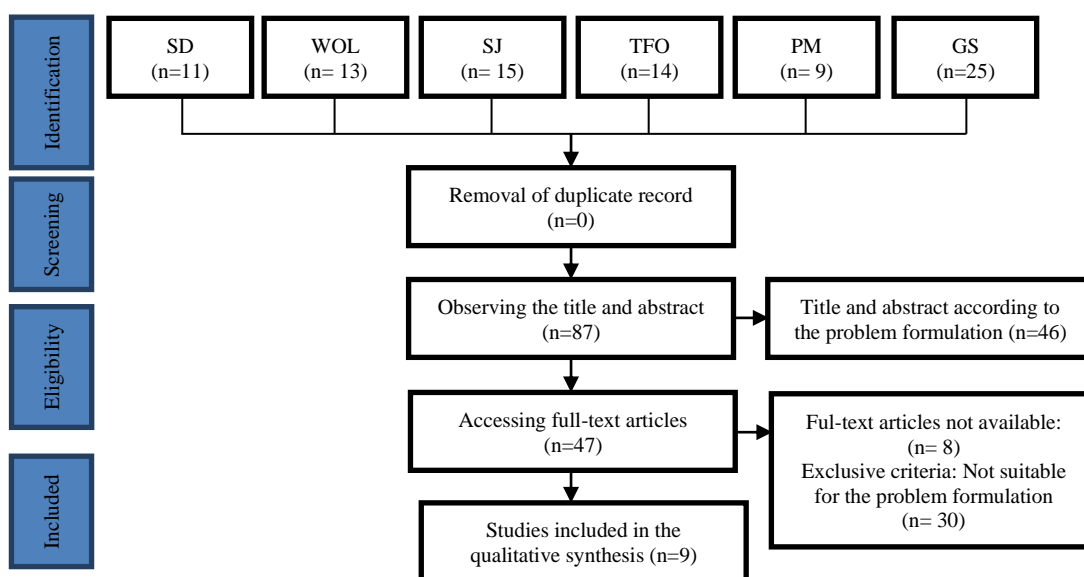 Identification
SD
(n=11)
WOL
(n= 13)
SJ
(n= 15)
TFO
(n=14)
PM
(n= 9)
GS
(n=25)
Screening
Removal of duplicate record
(n=0)
Eligibility
Observing the title and abstract
(n=87)
Title and abstract according to
the problem formulation (n=46)
Accessing full-text articles
(n=47)
Ful-text articles not available:
(n= 8)
Exclusive criteria: Not suitable
for the problem formulation
(n= 30)
Included
Studies included in the
qualitative synthesis (n=9)